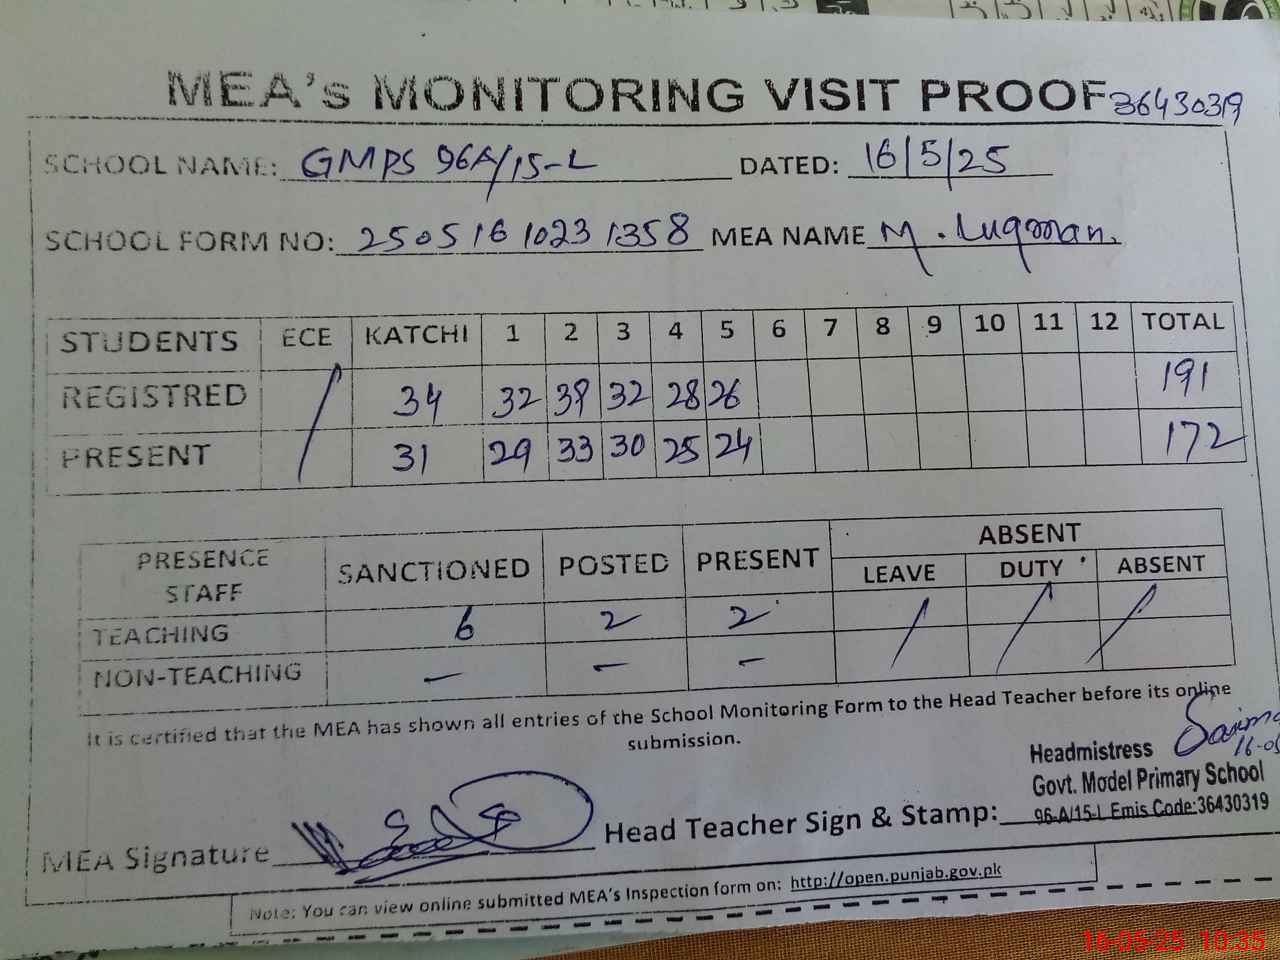 MEA's MONITORING VISIT PROOF 36430319
SCHOOL NAME: GMPS 96A/15-L DATED: 16/5/25
SCHOOL FORM NO: 2505161023 1358 MEA NAME M. Luqman.
STUDENTS ECE KATCHI 1 2 3 4 5 6 7 8 9 10 11 12 TOTAL
REGISTRED / 34 32 39 32 28 26 191
PRESENT 31 29 33 30 25 24 172
ABSENT
PRESENCE STAFF SANCTIONED POSTED PRESENT LEAVE DUTY ABSENT
TEACHING 6 2 2 / / /
NON-TEACHING — — —
It is certified that the MEA has shown all entries of the School Monitoring Form to the Head Teacher before its online
submission.
Headmistress
Govt. Model Primary School
MEA Signature Head Teacher Sign & Stamp: 96-A/15-L Emis Code:36430319
Note: You can view online submitted MEA's Inspection form on: http://open.punjab.gov.pk
16-05-25 10:35